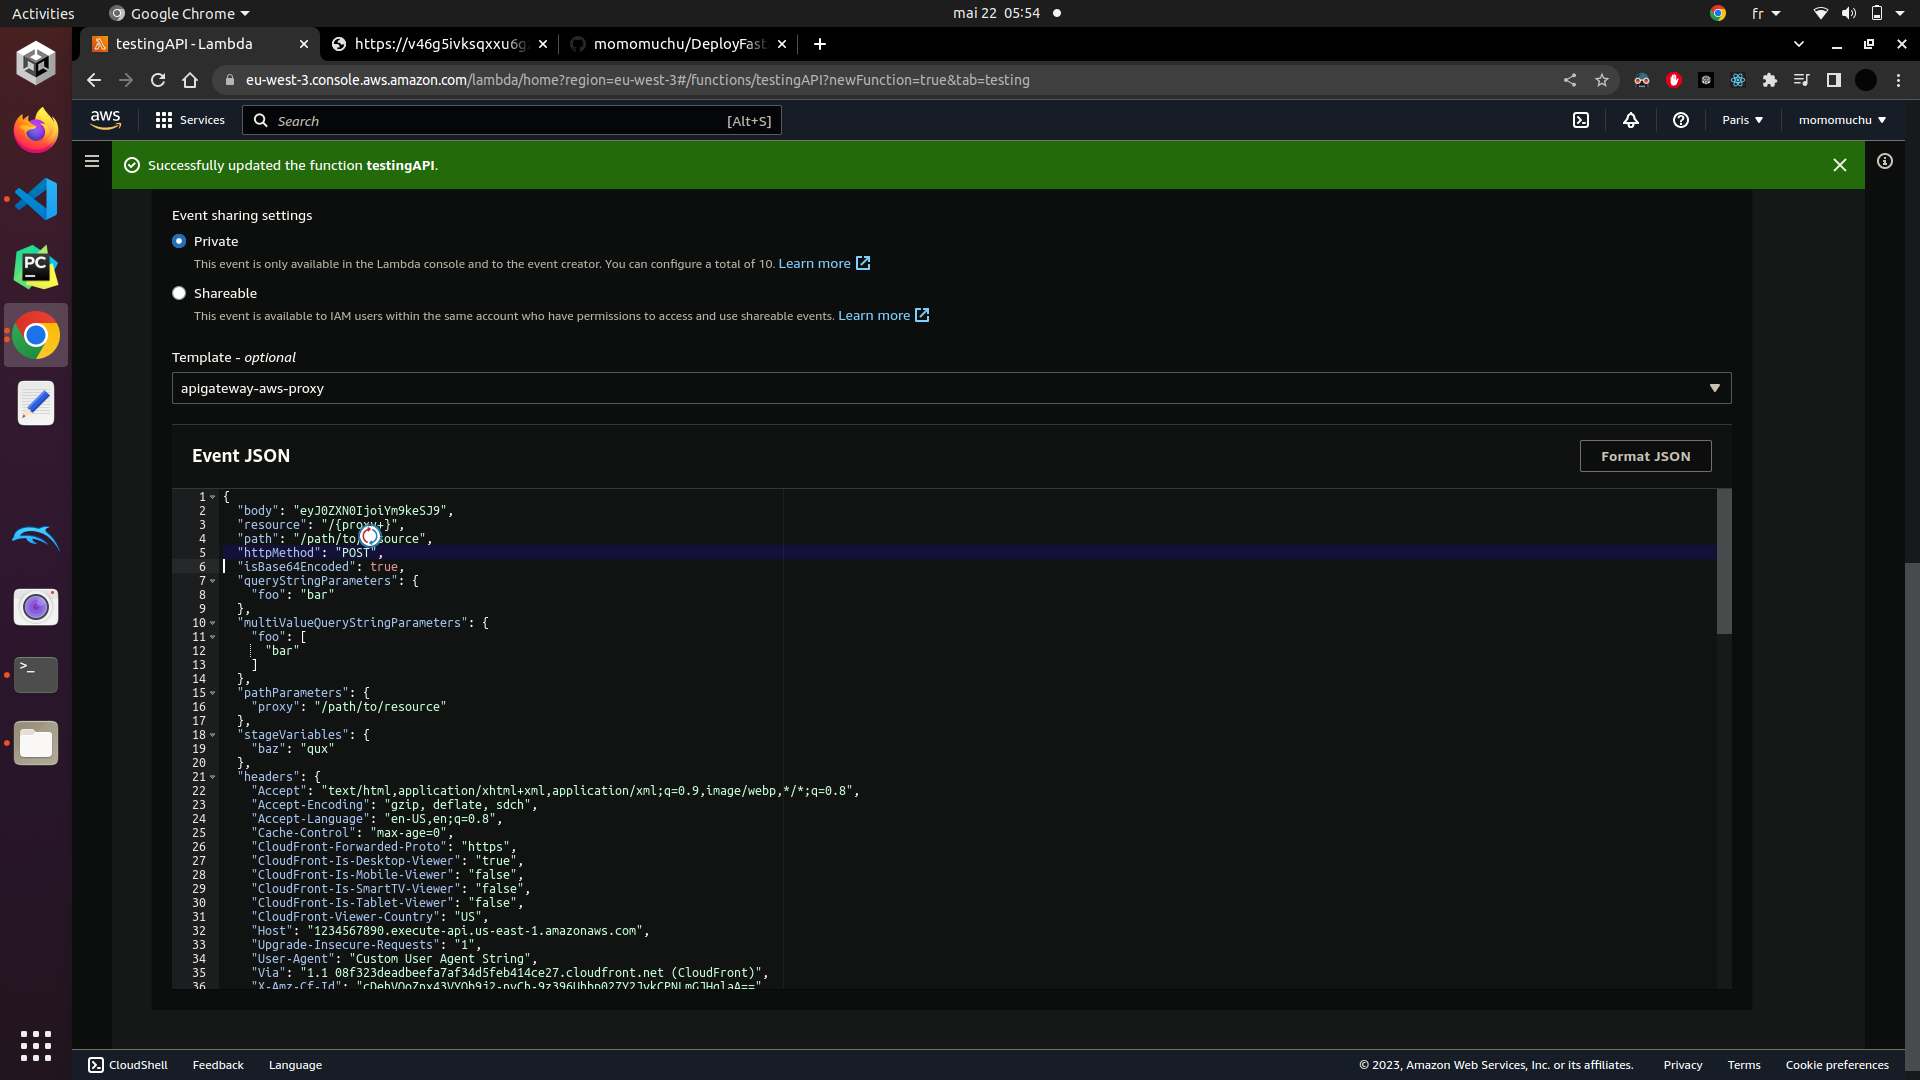 Activities
Google Chrome
mai 22 05:54
fr
testingAPI - Lambda
https://v46g5ivksqxxu6g
momomuchu/DeployFast
eu-west-3.console.aws.amazon.com/lambda/home?region=eu-west-3#/functions/testingAPI?newFunction=true&tab=testing
aws
Services
Search
[Alt+S]
Paris
momomuchu
Successfully updated the function testingAPI.
Event sharing settings
Private
This event is only available in the Lambda console and to the event creator. You can configure a total of 10. Learn more
Shareable
This event is available to IAM users within the same account who have permissions to access and use shareable events. Learn more
Template - optional
apigateway-aws-proxy
Event JSON
Format JSON
1 {
2 "body": "eyJ0ZXN0IjoiYm9keSJ9",
3 "resource": "/{proxy+}",
4 "path": "/path/to/resource",
5 "httpMethod": "POST",
6 "isBase64Encoded": true,
7 "queryStringParameters": {
8 "foo": "bar"
9 },
10 "multiValueQueryStringParameters": {
11 "foo": [
12 "bar"
13 ]
14 },
15 "pathParameters": {
16 "proxy": "/path/to/resource"
17 },
18 "stageVariables": {
19 "baz": "qux"
20 },
21 "headers": {
22 "Accept": "text/html,application/xhtml+xml,application/xml;q=0.9,image/webp,*/*;q=0.8",
23 "Accept-Encoding": "gzip, deflate, sdch",
24 "Accept-Language": "en-US,en;q=0.8",
25 "Cache-Control": "max-age=0",
26 "CloudFront-Forwarded-Proto": "https",
27 "CloudFront-Is-Desktop-Viewer": "true",
28 "CloudFront-Is-Mobile-Viewer": "false",
29 "CloudFront-Is-SmartTV-Viewer": "false",
30 "CloudFront-Is-Tablet-Viewer": "false",
31 "CloudFront-Viewer-Country": "US",
32 "Host": "1234567890.execute-api.us-east-1.amazonaws.com",
33 "Upgrade-Insecure-Requests": "1",
34 "User-Agent": "Custom User Agent String",
35 "Via": "1.1 08f323deadbeefa7af34d5feb414ce27.cloudfront.net (CloudFront)",
36 "X-Amz-Cf-Id":
CloudShell
Feedback
Language
© 2023, Amazon Web Services, Inc. or its affiliates.
Privacy
Terms
Cookie preferences